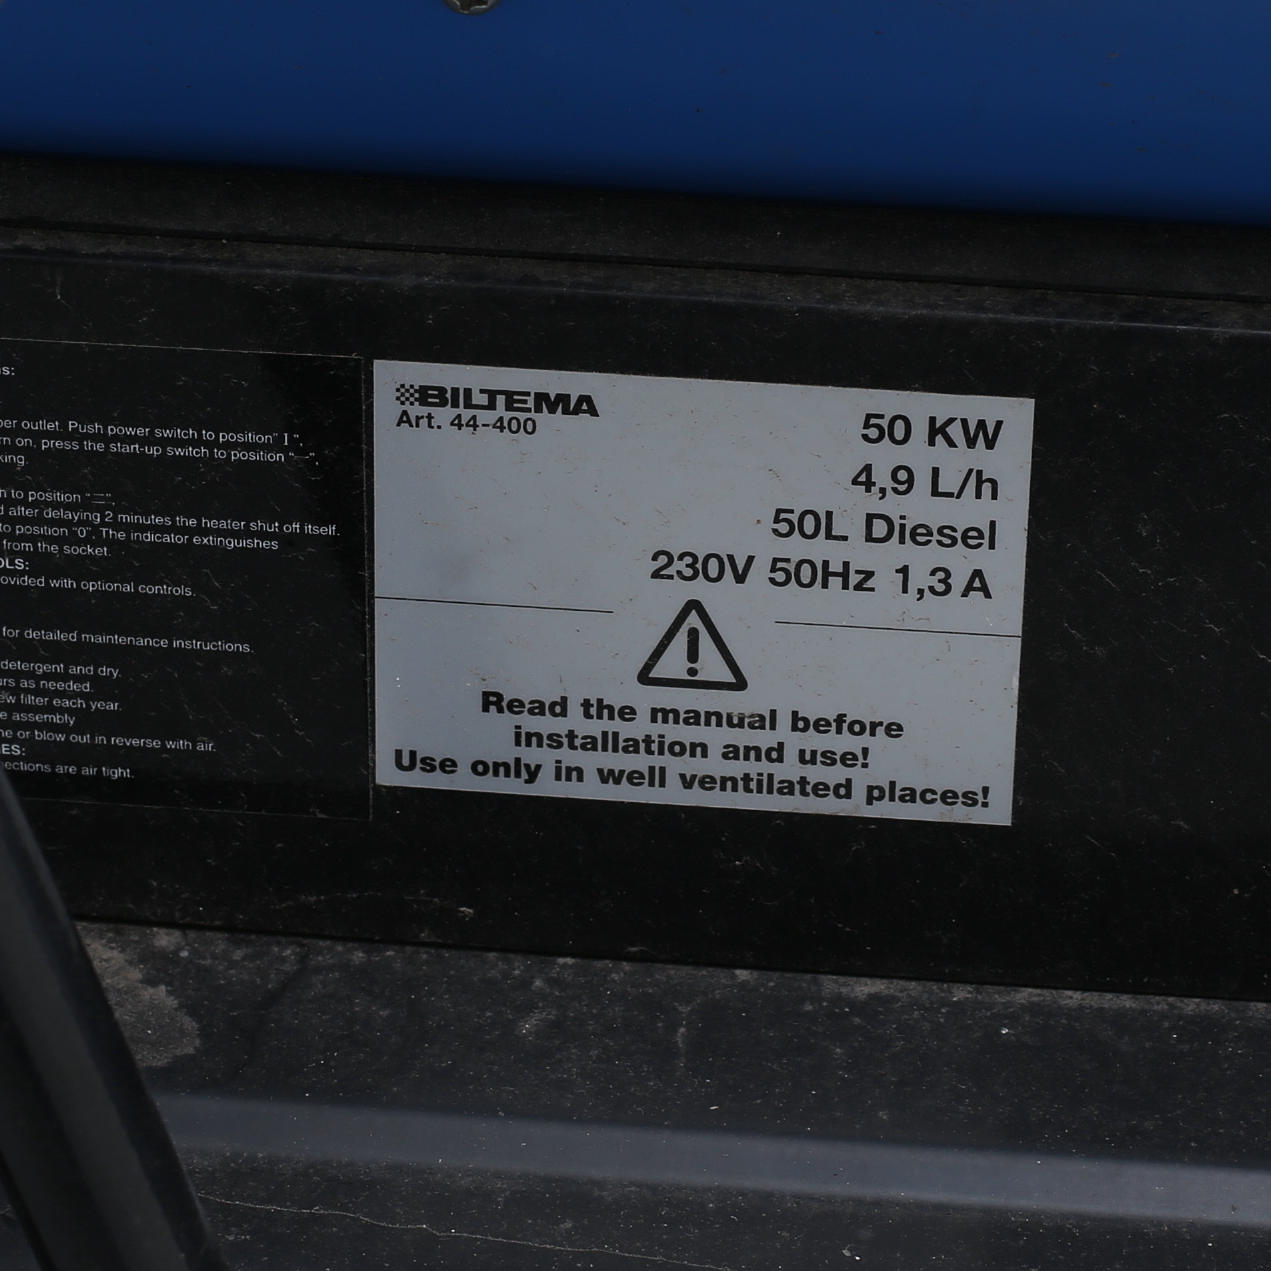 BILTEMA
Art. 44-400
50 KW
4,9 L/h
50L Diesel
230V 50Hz 1,3 A
Read the manual before
installation and use!
Use only in well ventilated places!
outlet. Push power switch to position" I ",
on, press the start-up switch to position "—",
to position "
after delaying 2 minutes the heater shut off itself.
to position "0". The indicator extinguishes
from the socket.
with optional controls.
for detailed maintenance instructions.
detergent and dry.
as needed.
filter each year.
assembly
or blow out in reverse with air.
are air tight.